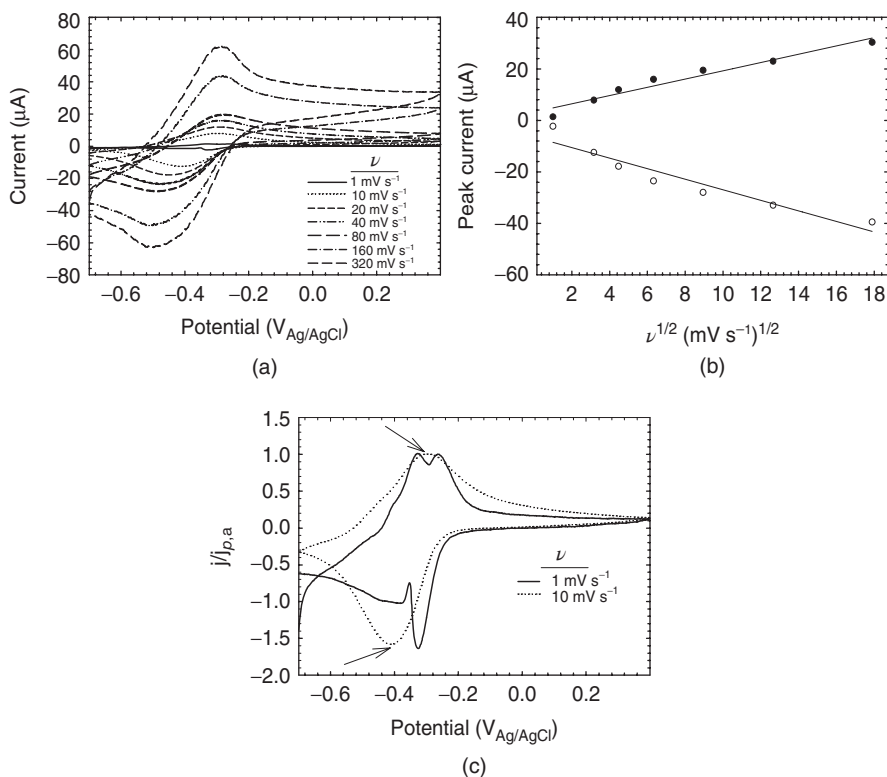 80
60
40
20
0
−20
−40
−60
−80
Current (μA)
−0.6 −0.4 −0.2 0.0 0.2
Potential (V_Ag/AgCl)
ν
1 mV s⁻¹
10 mV s⁻¹
20 mV s⁻¹
40 mV s⁻¹
80 mV s⁻¹
160 mV s⁻¹
320 mV s⁻¹
(a)
40
20
0
−20
−40
−60
Peak current (μA)
2 4 6 8 10 12 14 16 18
ν^1/2 (mV s⁻¹)^1/2
(b)
1.5
1.0
0.5
0.0
−0.5
−1.0
−1.5
−2.0
j/j_p,a
−0.6 −0.4 −0.2 0.0 0.2
Potential (V_Ag/AgCl)
ν
1 mV s⁻¹
10 mV s⁻¹
(c)